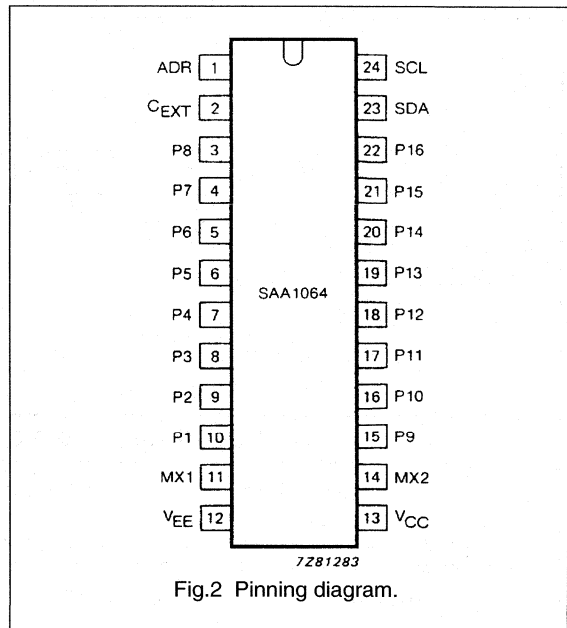 ADR 1 24 SCL
CEXT 2 23 SDA
P8 3 22 P16
P7 4 21 P15
P6 5 20 P14
P5 6 19 P13
SAA1064
P4 7 18 P12
P3 8 17 P11
P2 9 16 P10
P1 10 15 P9
MX1 11 14 MX2
VEE 12 13 VCC
7Z81283
Fig.2 Pinning diagram.